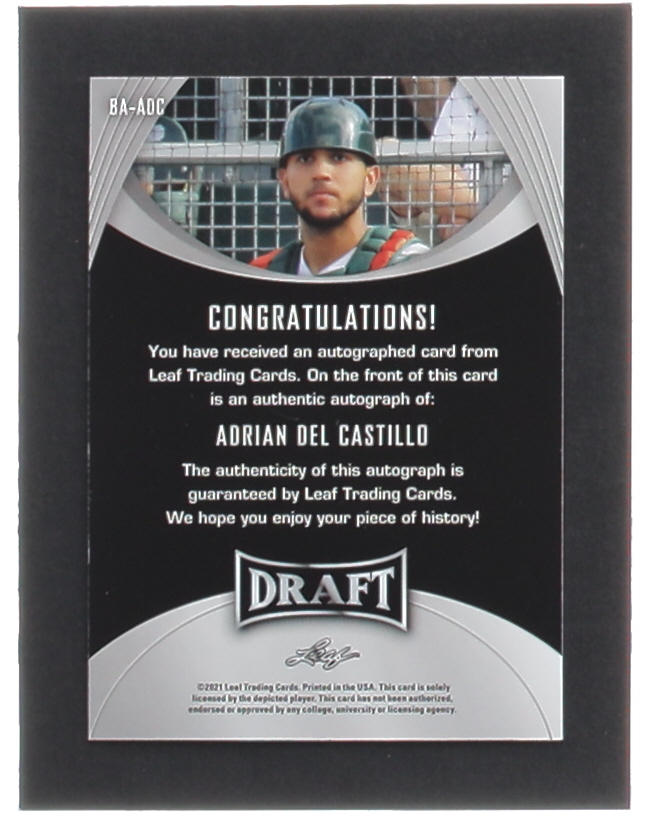 BA-ADC
CONGRATULATIONS!
You have received an autographed card from
Leaf Trading Cards. On the front of this card
is an authentic autograph of:
ADRIAN DEL CASTILLO
The authenticity of this autograph is
guaranteed by Leaf Trading Cards.
We hope you enjoy your piece of history!
DRAFT
Leaf
©2021 Leaf Trading Cards. Printed in the USA. This card is solely
licensed by the depicted player. This card has not been authorized,
endorsed or approved by any college, university or licensing agency.